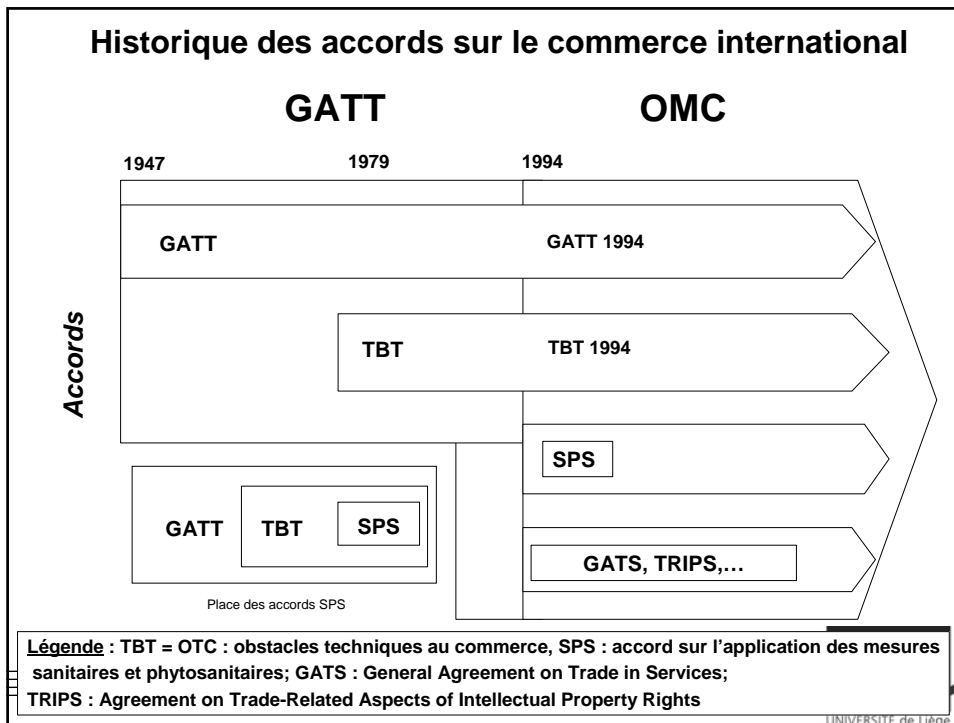 Historique des accords sur le commerce international
GATT OMC
1947 1979 1994
GATT GATT 1994
Accords
TBT TBT 1994
SPS
GATT TBT SPS
GATS, TRIPS,…
Place des accords SPS
Légende : TBT = OTC : obstacles techniques au commerce, SPS : accord sur l’application des mesures
sanitaires et phytosanitaires; GATS : General Agreement on Trade in Services;
TRIPS : Agreement on Trade-Related Aspects of Intellectual Property Rights
UNIVERSITE de Liège